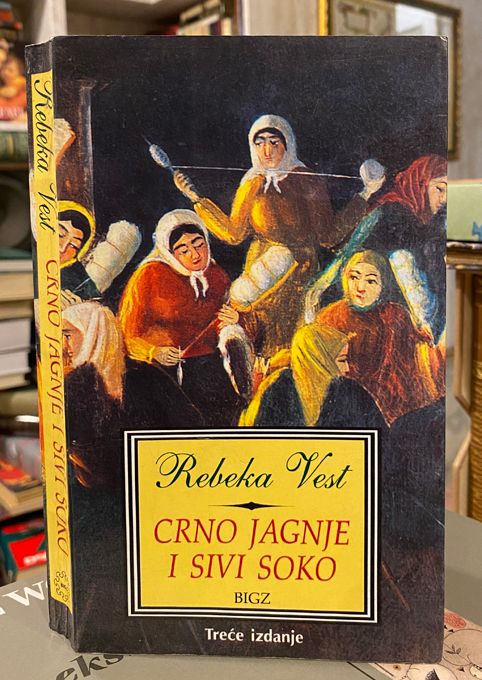 Rebeka Vest
CRNO JAGNJE
I SIVI SOKO
BIGZ
Treće izdanje
Rebeka Vest
CRNO JAGNJE I SIVI SOKO